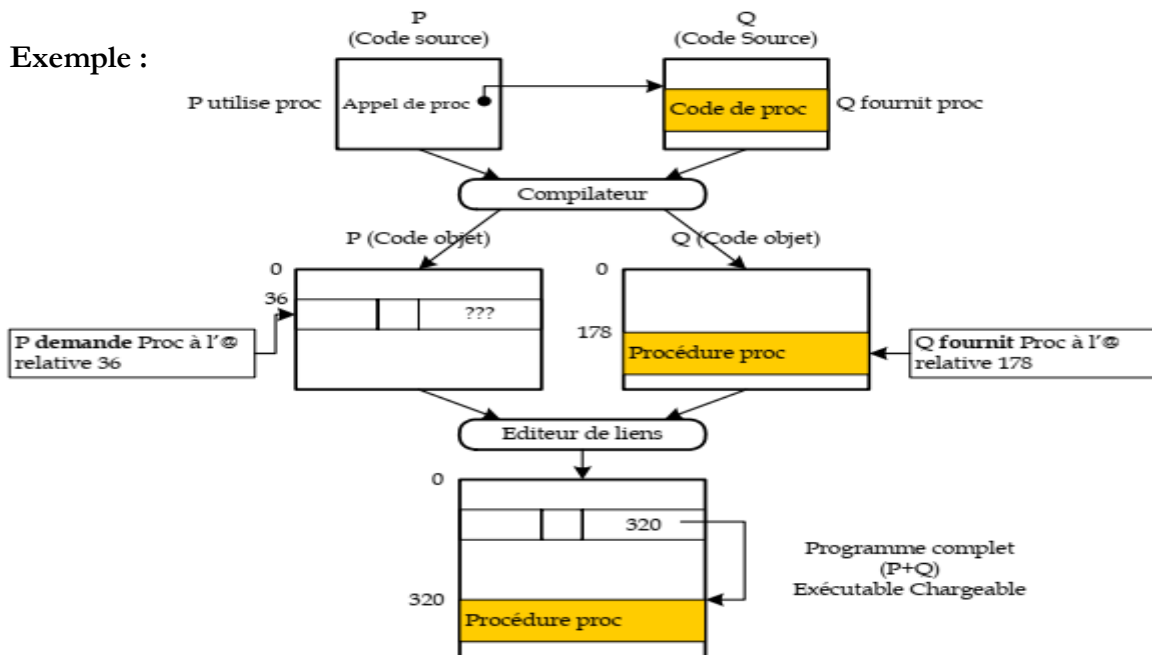 P
(Code source)
Q
(Code Source)
Exemple :
P utilise proc
Appel de proc
Code de proc
Q fournit proc
Compilateur
P (Code objet)
Q (Code objet)
0
0
36
???
178
P demande Proc à l'@
relative 36
Procédure proc
Q fournit Proc à l'@
relative 178
Editeur de liens
0
320
Programme complet
(P+Q)
Exécutable Chargeable
320
Procédure proc